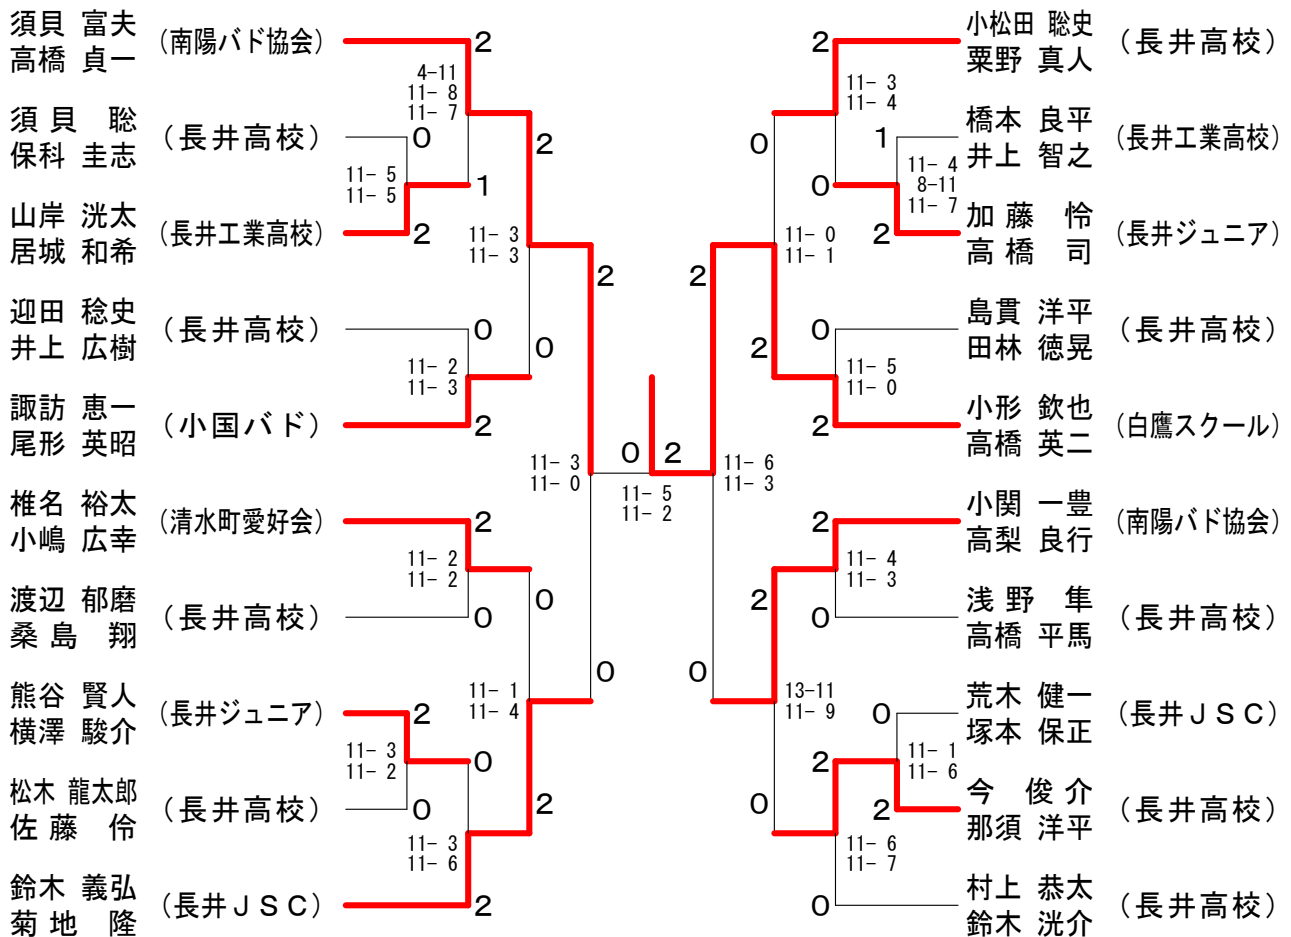 須貝 富夫
高橋 貞一
（南陽バド協会）
2
4-11
11- 8
11- 7
須 貝　聡
保科 圭志
（長井高校）
0
11- 5
11- 5
1
2
山岸 洸太
居城 和希
（長井工業高校）
2
11- 3
11- 3
迎田 稔史
井上 広樹
（長井高校）
0
11- 2
11- 3
0
諏訪 恵一
尾形 英昭
（小国バド）
2
2
11- 3
11- 0
椎名 裕太
小嶋 広幸
（清水町愛好会）
2
11- 2
11- 2
0
渡辺 郁磨
桑 島　翔
（長井高校）
0
0
11- 1
11- 4
熊谷 賢人
横澤 駿介
（長井ジュニア）
2
11- 3
11- 2
0
松木 龍太郎
佐 藤　伶
（長井高校）
0
2
11- 3
11- 6
鈴木 義弘
菊 地　隆
（長井ＪＳＣ）
2
0
2
11- 5
11- 2
小松田 聡史
粟野 真人
（長井高校）
2
11- 3
11- 4
橋本 良平
井上 智之
（長井工業高校）
1
11- 4
8-11
11- 7
0
0
加 藤　怜
高 橋　司
（長井ジュニア）
2
11- 0
11- 1
島貫 洋平
田林 徳晃
（長井高校）
0
11- 5
11- 0
2
小形 欽也
高橋 英二
（白鷹スクール）
2
2
11- 6
11- 3
小関 一豊
高梨 良行
（南陽バド協会）
2
11- 4
11- 3
2
浅 野　隼
高橋 平馬
（長井高校）
0
0
13-11
11- 9
荒木 健一
塚本 保正
（長井ＪＳＣ）
0
11- 1
11- 6
2
今　俊 介
那須 洋平
（長井高校）
2
0
11- 6
11- 7
村上 恭太
鈴木 洸介
（長井高校）
0